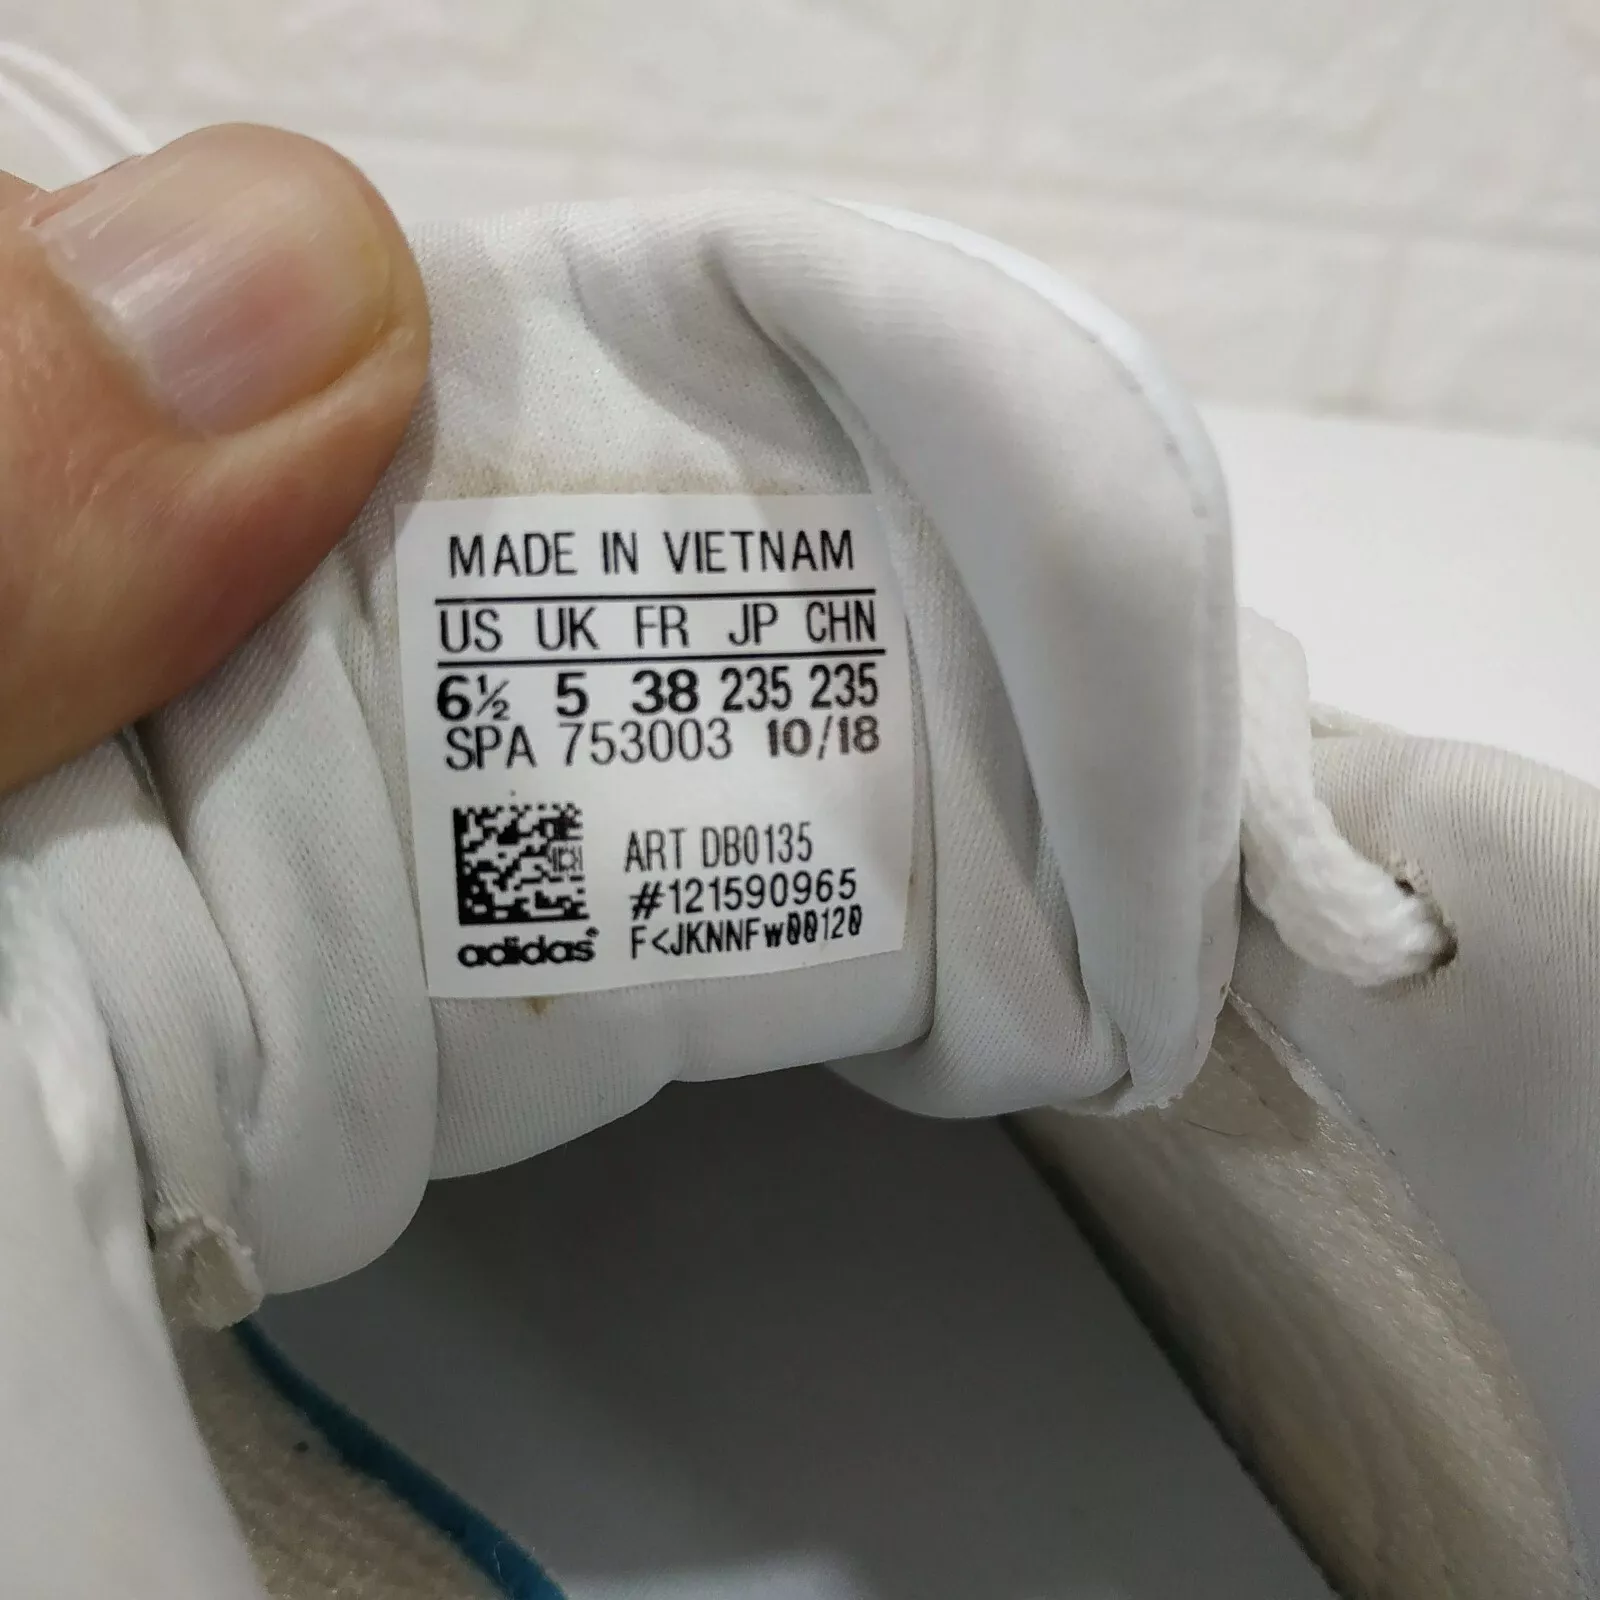 MADE IN VIETNAM
US UK FR JP CHN
6½ 5 38 235 235
SPA 753003 10/18
ART DB0135
#121590965
adidas® F<JKNNFw00120